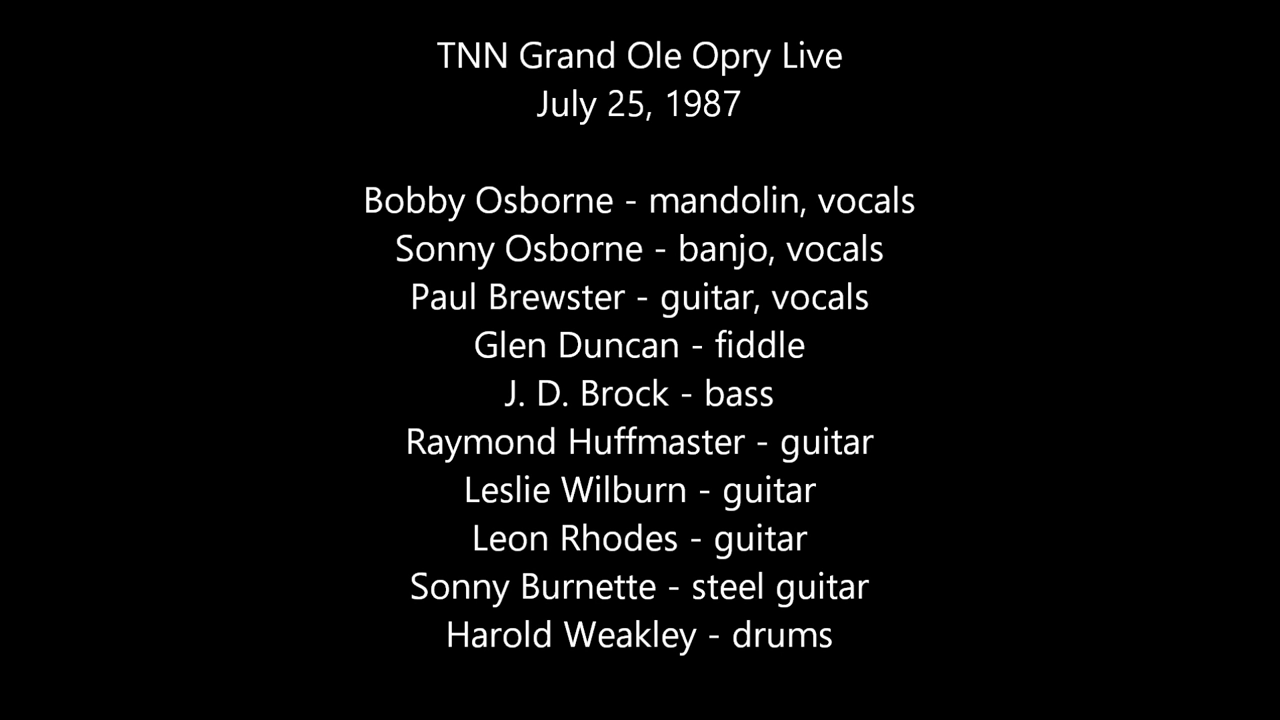 TNN Grand Ole Opry Live
July 25, 1987
Bobby Osborne - mandolin, vocals
Sonny Osborne - banjo, vocals
Paul Brewster - guitar, vocals
Glen Duncan - fiddle
J. D. Brock - bass
Raymond Huffmaster - guitar
Leslie Wilburn - guitar
Leon Rhodes - guitar
Sonny Burnette - steel guitar
Harold Weakley - drums